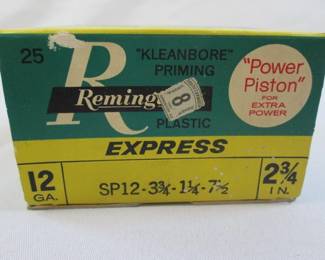 25
R
"KLEANBORE"
PRIMING
Reming
8
PLASTIC
"Power
Piston"
FOR
EXTRA
POWER
EXPRESS
12
GA.
SP12-3¾-1¼-7½
2¾
IN.